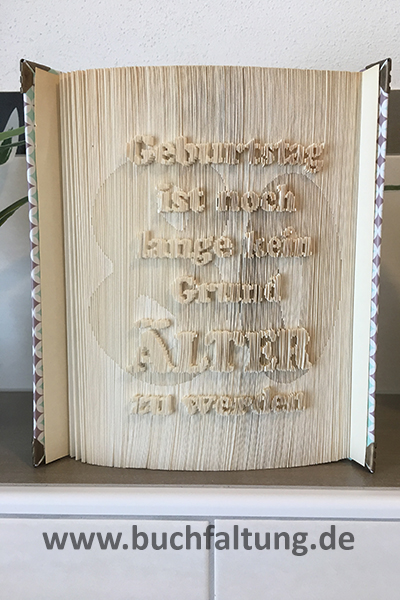 Geburtstag
ist noch
lange kein
Grund
ÄLTER
zu werden
www.buchfaltung.de